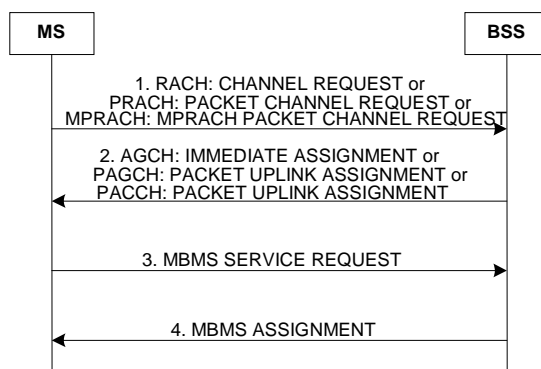 MS
BSS
1. RACH: CHANNEL REQUEST or
PRACH: PACKET CHANNEL REQUEST or
MPRACH: MPRACH PACKET CHANNEL REQUEST
2. AGCH: IMMEDIATE ASSIGNMENT or
PAGCH: PACKET UPLINK ASSIGNMENT or
PACCH: PACKET UPLINK ASSIGNMENT
3. MBMS SERVICE REQUEST
4. MBMS ASSIGNMENT